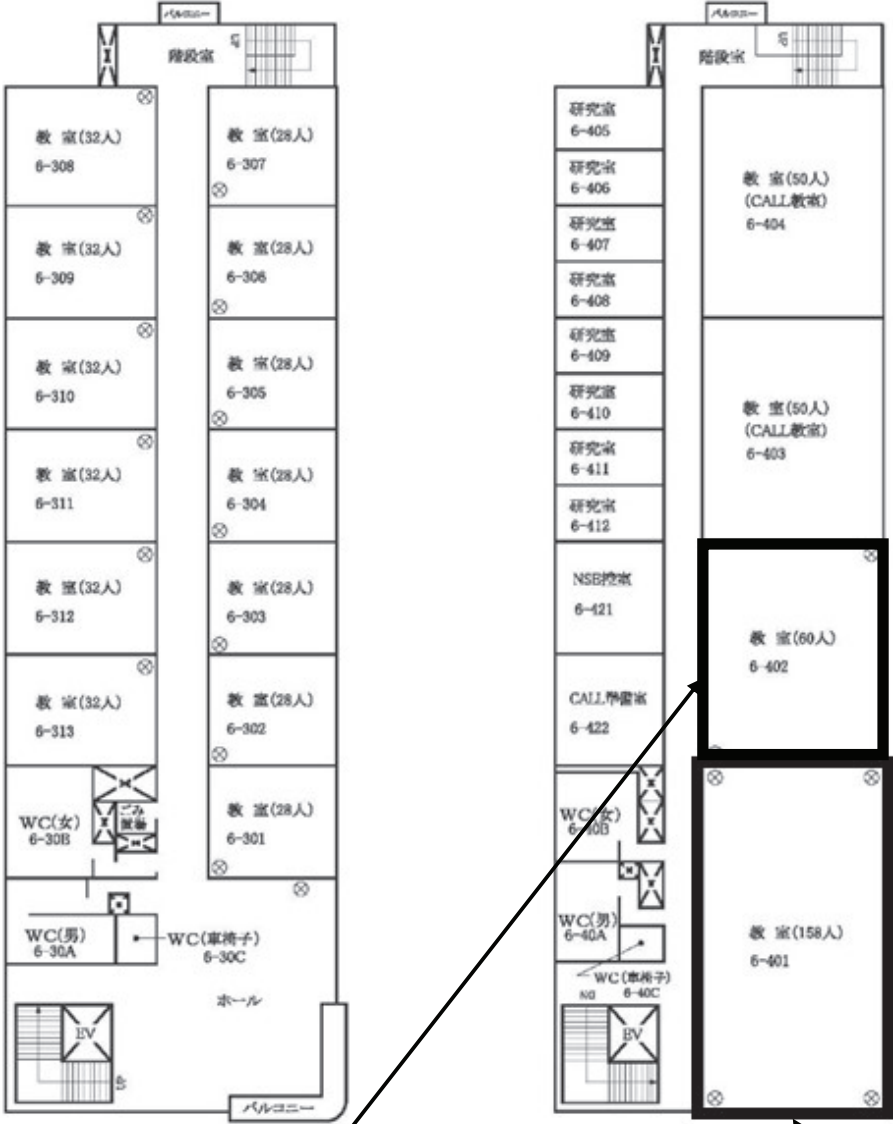 バルコニー
UP
階段室
教 室(32人)
6-308
教 室(28人)
6-307
教 室(32人)
6-309
教 室(28人)
6-306
教 室(32人)
6-310
教 室(28人)
6-305
教 室(32人)
6-311
教 室(28人)
6-304
教 室(32人)
6-312
教 室(28人)
6-303
教 室(32人)
6-313
教 室(28人)
6-302
WC(女)
6-30B
ごみ
置場
教 室(28人)
6-301
WC(男)
6-30A
WC(車椅子)
6-30C
ホール
EV
UP
バルコニー
バルコニー
UP
階段室
研究室
6-405
研究室
6-406
研究室
6-407
研究室
6-408
研究室
6-409
研究室
6-410
研究室
6-411
研究室
6-412
NSE控室
6-421
CALL準備室
6-422
教 室(50人)
(CALL教室)
6-404
教 室(50人)
(CALL教室)
6-403
教 室(60人)
6-402
WC(女)
6-40B
WC(男)
6-40A
WC(車椅子)
6-40C
DN
EV
教 室(158人)
6-401